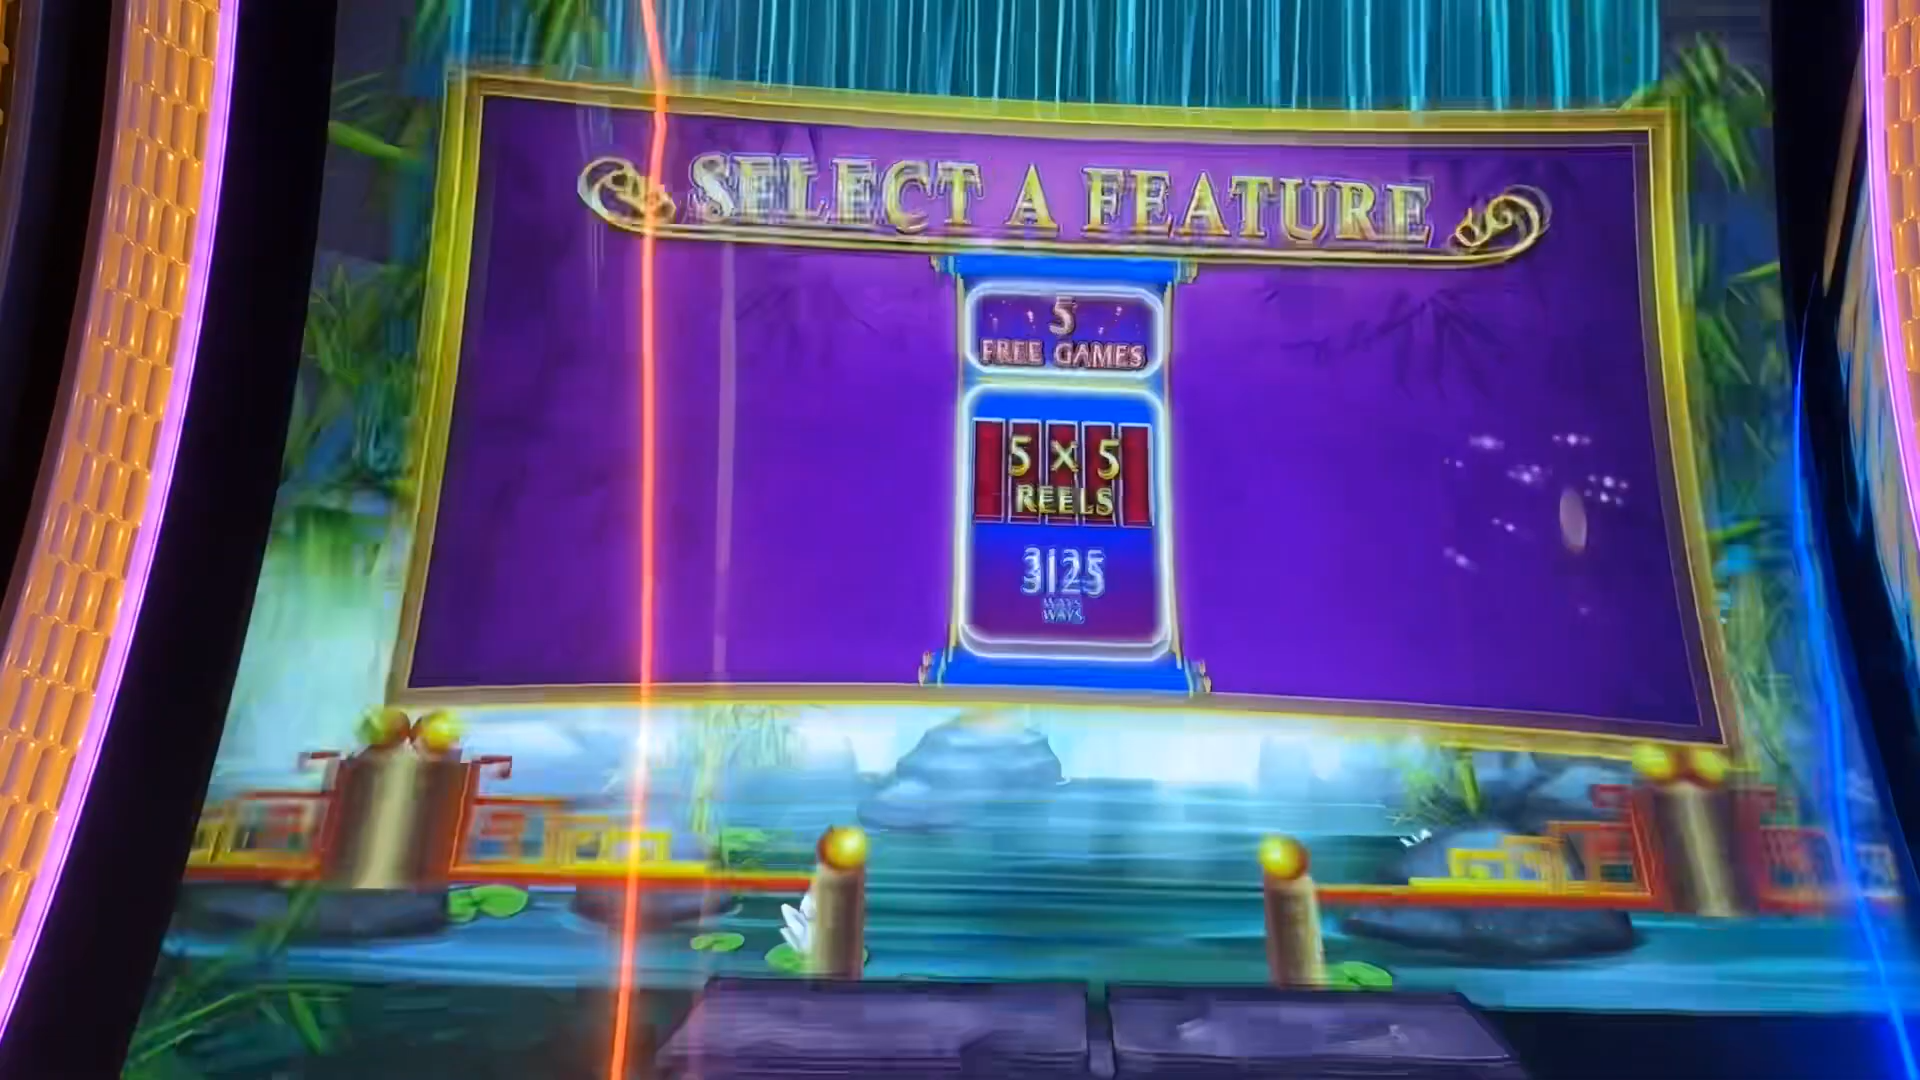 SELECT A FEATURE
5
FREE GAMES
5 x 5
REELS
3125
WAYS